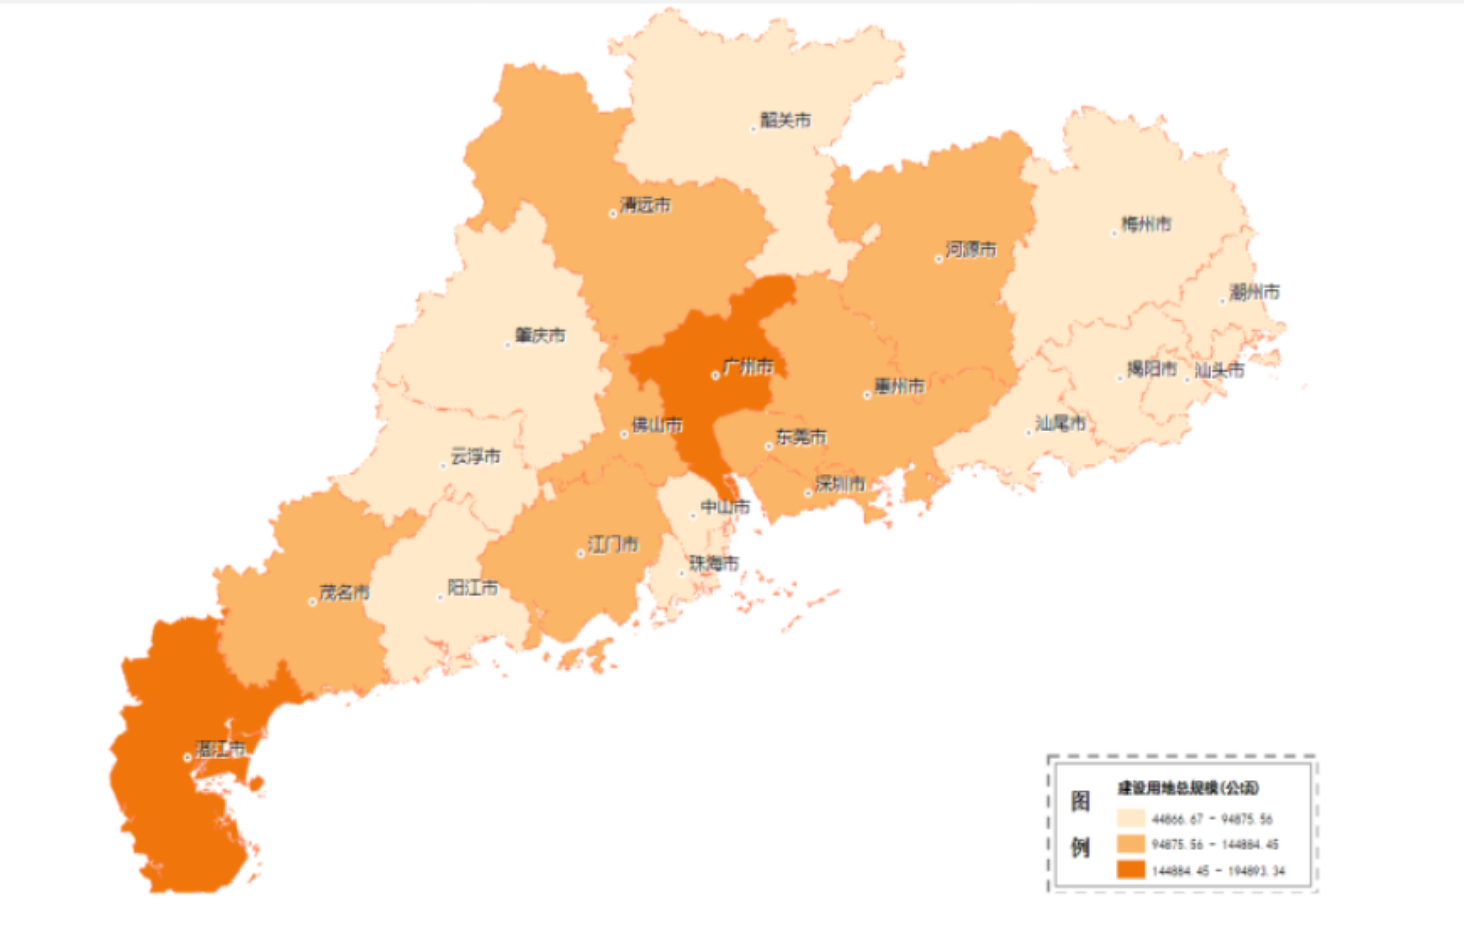 韶关市
清远市
梅州市
河源市
潮州市
肇庆市
广州市
揭阳市
汕头市
惠州市
佛山市
汕尾市
东莞市
云浮市
深圳市
中山市
江门市
珠海市
阳江市
茂名市
湛江市
图
例
建设用地总规模(公顷)
44866.67 - 94875.56
94875.56 - 144884.45
144884.45 - 194893.34